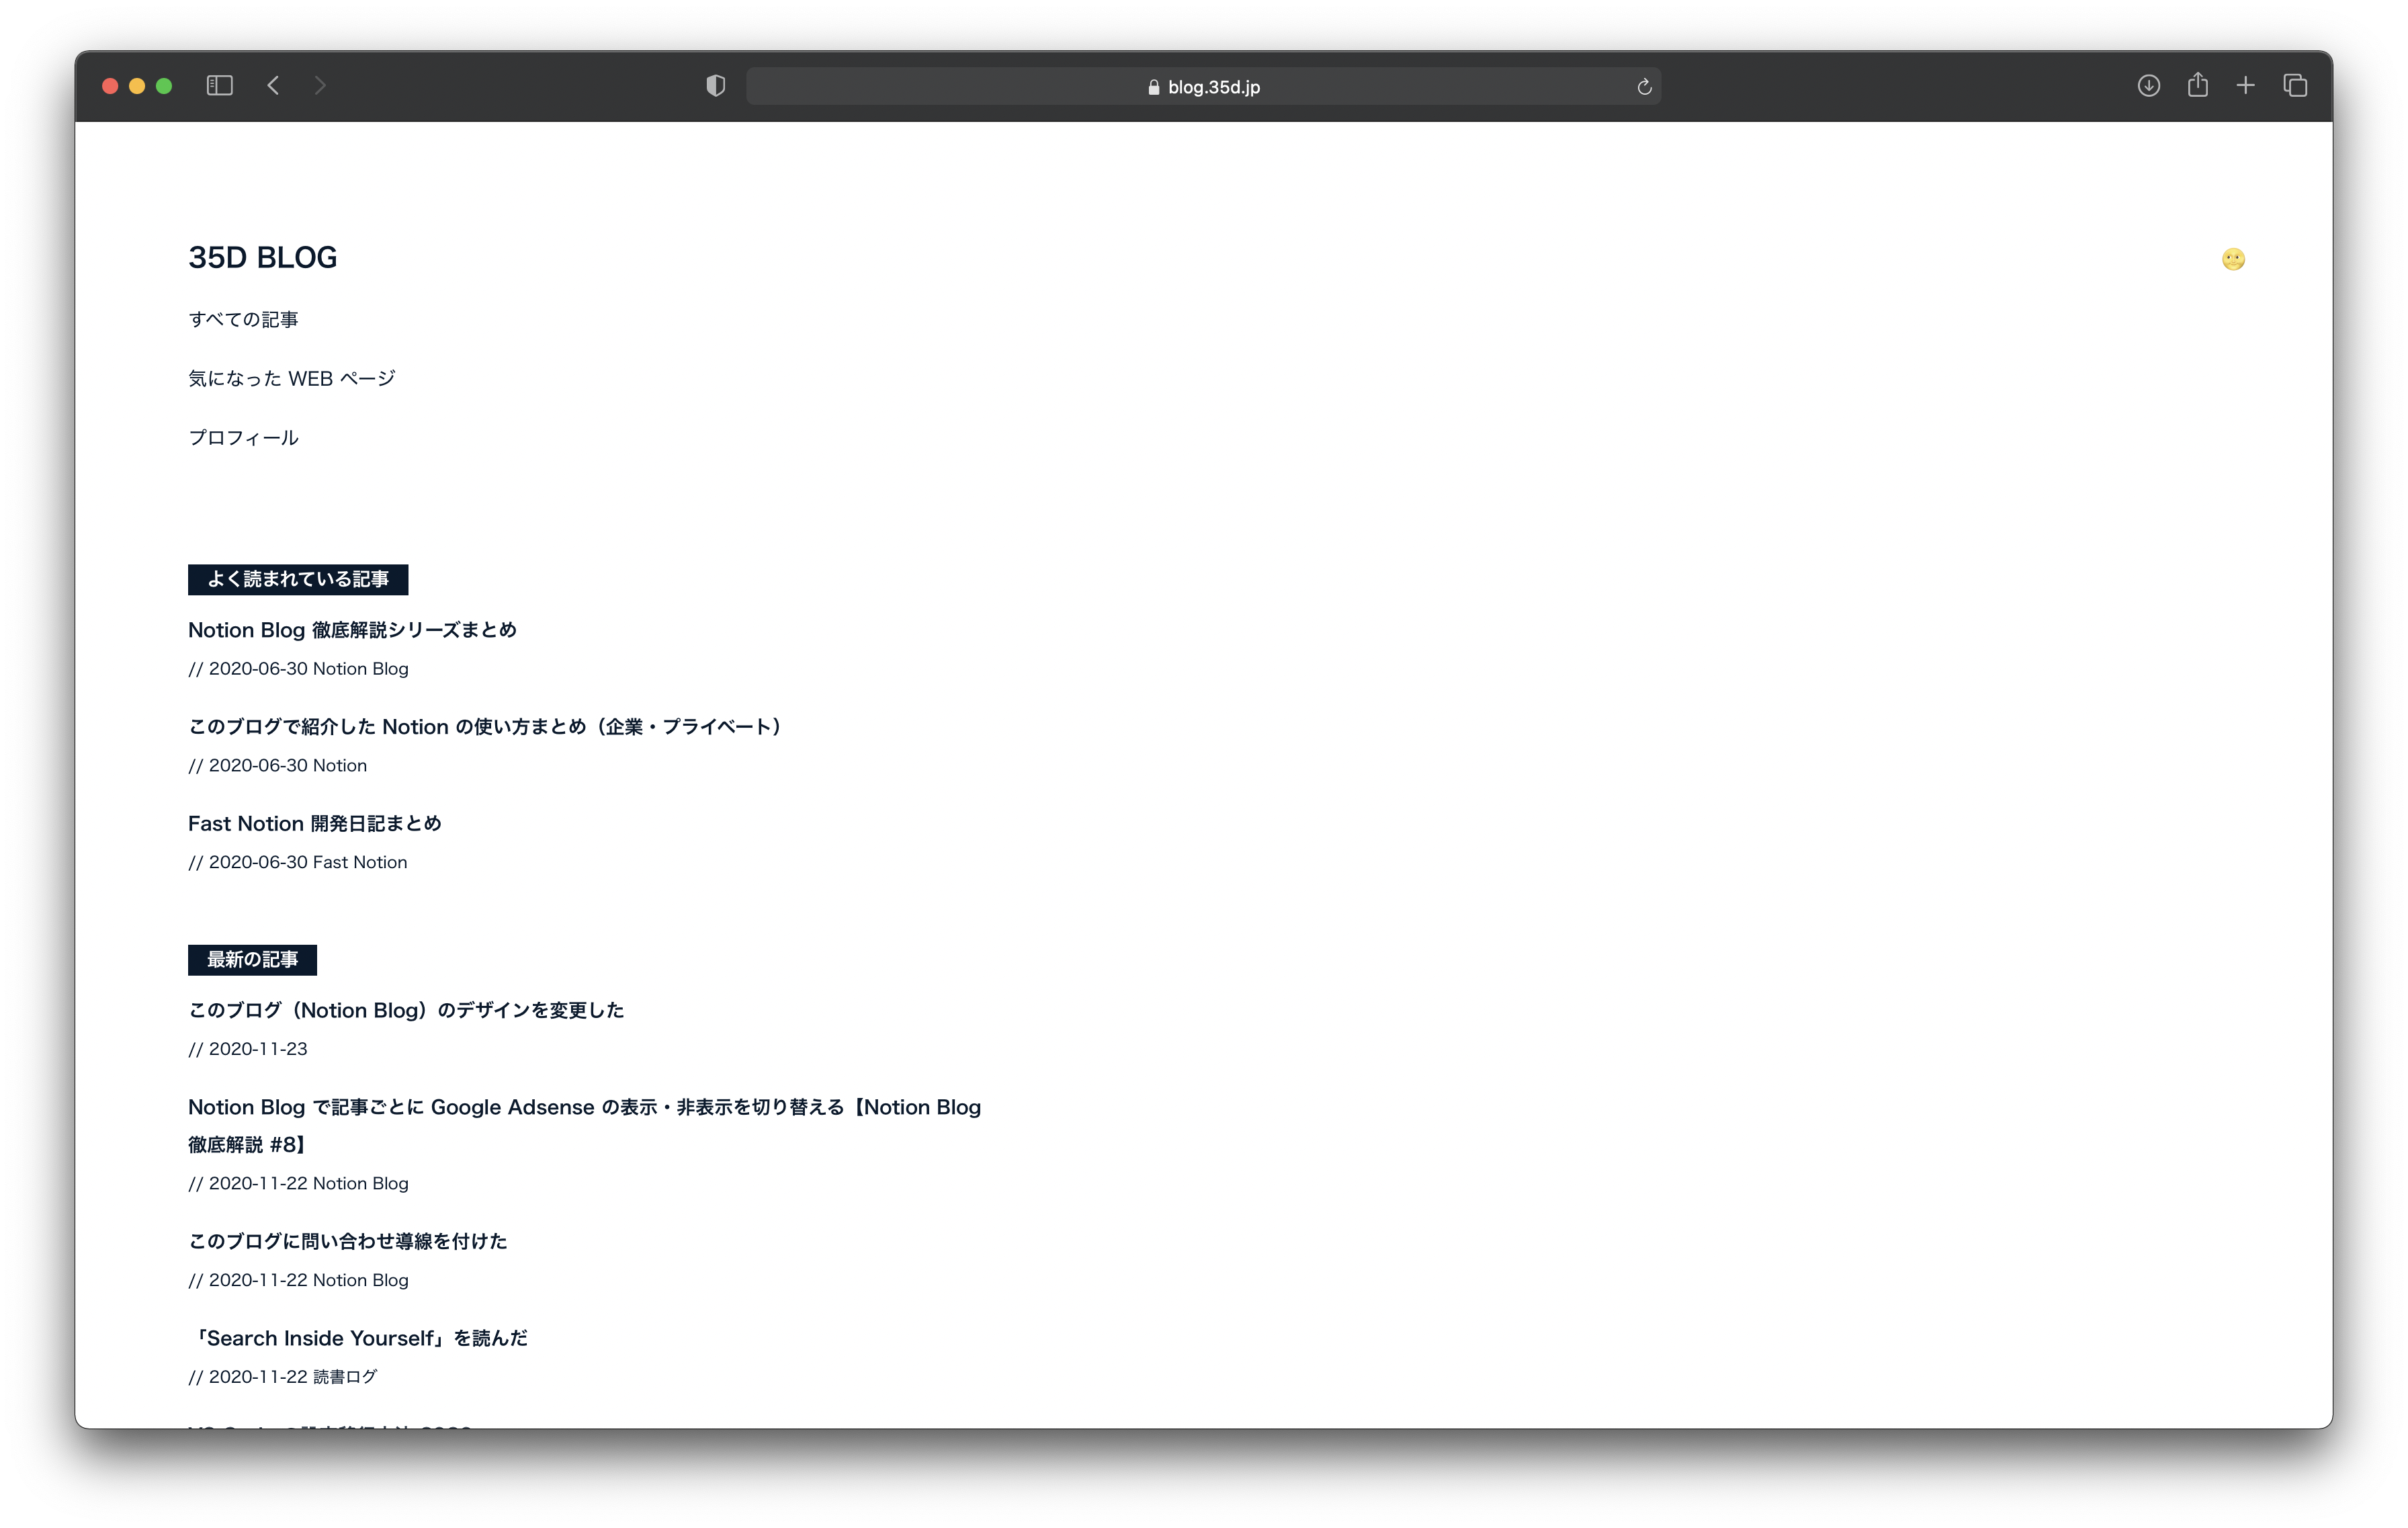 blog.35d.jp
35D BLOG
すべての記事
気になった WEB ページ
プロフィール
よく読まれている記事
Notion Blog 徹底解説シリーズまとめ
// 2020-06-30 Notion Blog
このブログで紹介した Notion の使い方まとめ（企業・プライベート）
// 2020-06-30 Notion
Fast Notion 開発日記まとめ
// 2020-06-30 Fast Notion
最新の記事
このブログ（Notion Blog）のデザインを変更した
// 2020-11-23
Notion Blog で記事ごとに Google Adsense の表示・非表示を切り替える【Notion Blog
徹底解説 #8】
// 2020-11-22 Notion Blog
このブログに問い合わせ導線を付けた
// 2020-11-22 Notion Blog
「Search Inside Yourself」を読んだ
// 2020-11-22 読書ログ